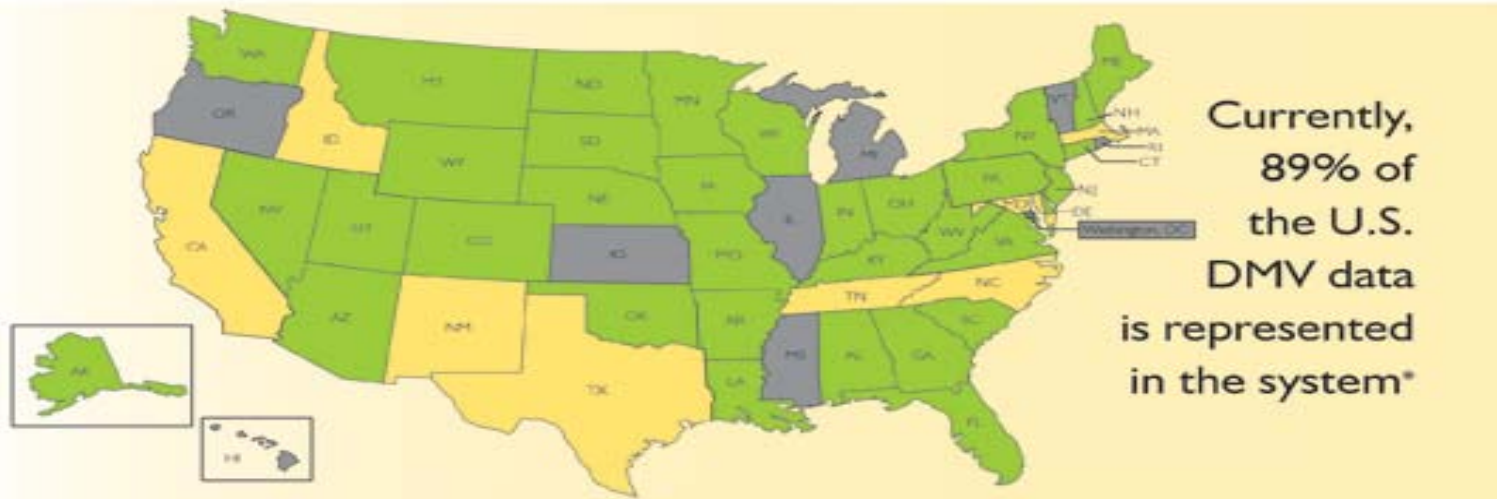 WA
MT
ND
MN
OR
ID
WY
SD
WI
MI
NY
VT
ME
NH
MA
RI
CT
NV
UT
CO
NE
IA
IL
IN
OH
PA
NJ
DE
CA
KS
MO
KY
WV
VA
Washington, DC
AZ
NM
OK
AR
TN
NC
SC
TX
LA
MS
AL
GA
FL
AK
HI
Currently,
89% of
the U.S.
DMV data
is represented
in the system*